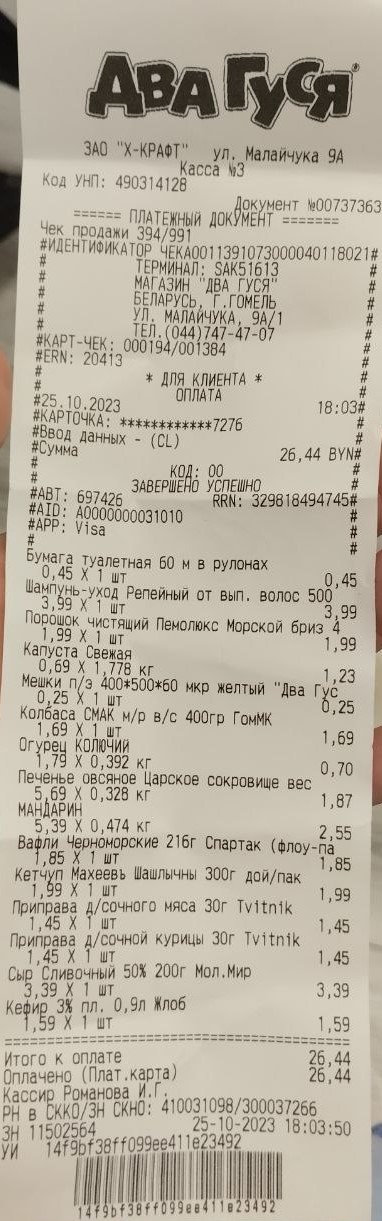 ДВА ГУСЯ
ЗАО "Х-КРАФТ" ул. Малайчука 9А
Касса №3
Код УНП: 490314128
Документ №00737363
====== ПЛАТЕЖНЫЙ ДОКУМЕНТ =======
Чек продажи 394/991
#ИДЕНТИФИКАТОР ЧЕКА001139107300004011802 1#
# ТЕРМИНАЛ: SAK51613 #
# МАГАЗИН "ДВА ГУСЯ" #
# БЕЛАРУСЬ, Г.ГОМЕЛЬ #
# УЛ. МАЛАЙЧУКА, 9А/1 #
# ТЕЛ.(044)747-47-07 #
#КАРТ-ЧЕК: 000194/001384 #
#ERN: 20413 #
# #
# * ДЛЯ КЛИЕНТА * #
# ОПЛАТА #
#25.10.2023 18:03#
#КАРТОЧКА: ************7276 #
#Ввод данных - (CL) #
#Сумма 26,44 BYN#
# #
# КОД: 00 #
# ЗАВЕРШЕНО УСПЕШНО #
#АВТ: 697426 RRN: 329818494745#
#AID: A0000000031010 #
#APP: Visa #
# #
Бумага туалетная 60 м в рулонах
0,45 X 1 шт 0,45
Шампунь-уход Репейный от вып. волос 500
3,99 X 1 шт 3,99
Порошок чистящий Пемолюкс Морской бриз 4
1,99 X 1 шт 1,99
Капуста Свежая
0,69 X 1,778 кг 1,23
Мешки п/э 400*500*60 мкр желтый "Два Гус
0,25 X 1 шт 0,25
Колбаса СМАК м/р в/с 400гр ГомМК
1,69 X 1 шт 1,69
Огурец КОЛЮЧИЙ
1,79 X 0,392 кг 0,70
Печенье овсяное Царское сокровище вес
5,69 X 0,328 кг 1,87
МАНДАРИН
5,39 X 0,474 кг 2,55
Вафли Черноморские 216г Спартак (флоу-па
1,85 X 1 шт 1,85
Кетчуп Махеевъ Шашлычны 300г дой/пак
1,99 X 1 шт 1,99
Приправа д/сочного мяса 30г Tvitnik
1,45 X 1 шт 1,45
Приправа д/сочной курицы 30г Tvitnik
1,45 X 1 шт 1,45
Сыр Сливочный 50% 200г Мол.Мир
3,39 X 1 шт 3,39
Кефир 3% пл. 0,9л Жлоб
1,59 X 1 шт 1,59
Итого к оплате 26,44
Оплачено (Плат.карта) 26,44
Кассир Романова И.Г.
РН в СККО/ЗН СКНО: 410031098/300037266
ЗН 11502564 25-10-2023 18:03:50
УИ 14f9bf38ff099ee411e23492
14f9bf38ff099ee411e23492